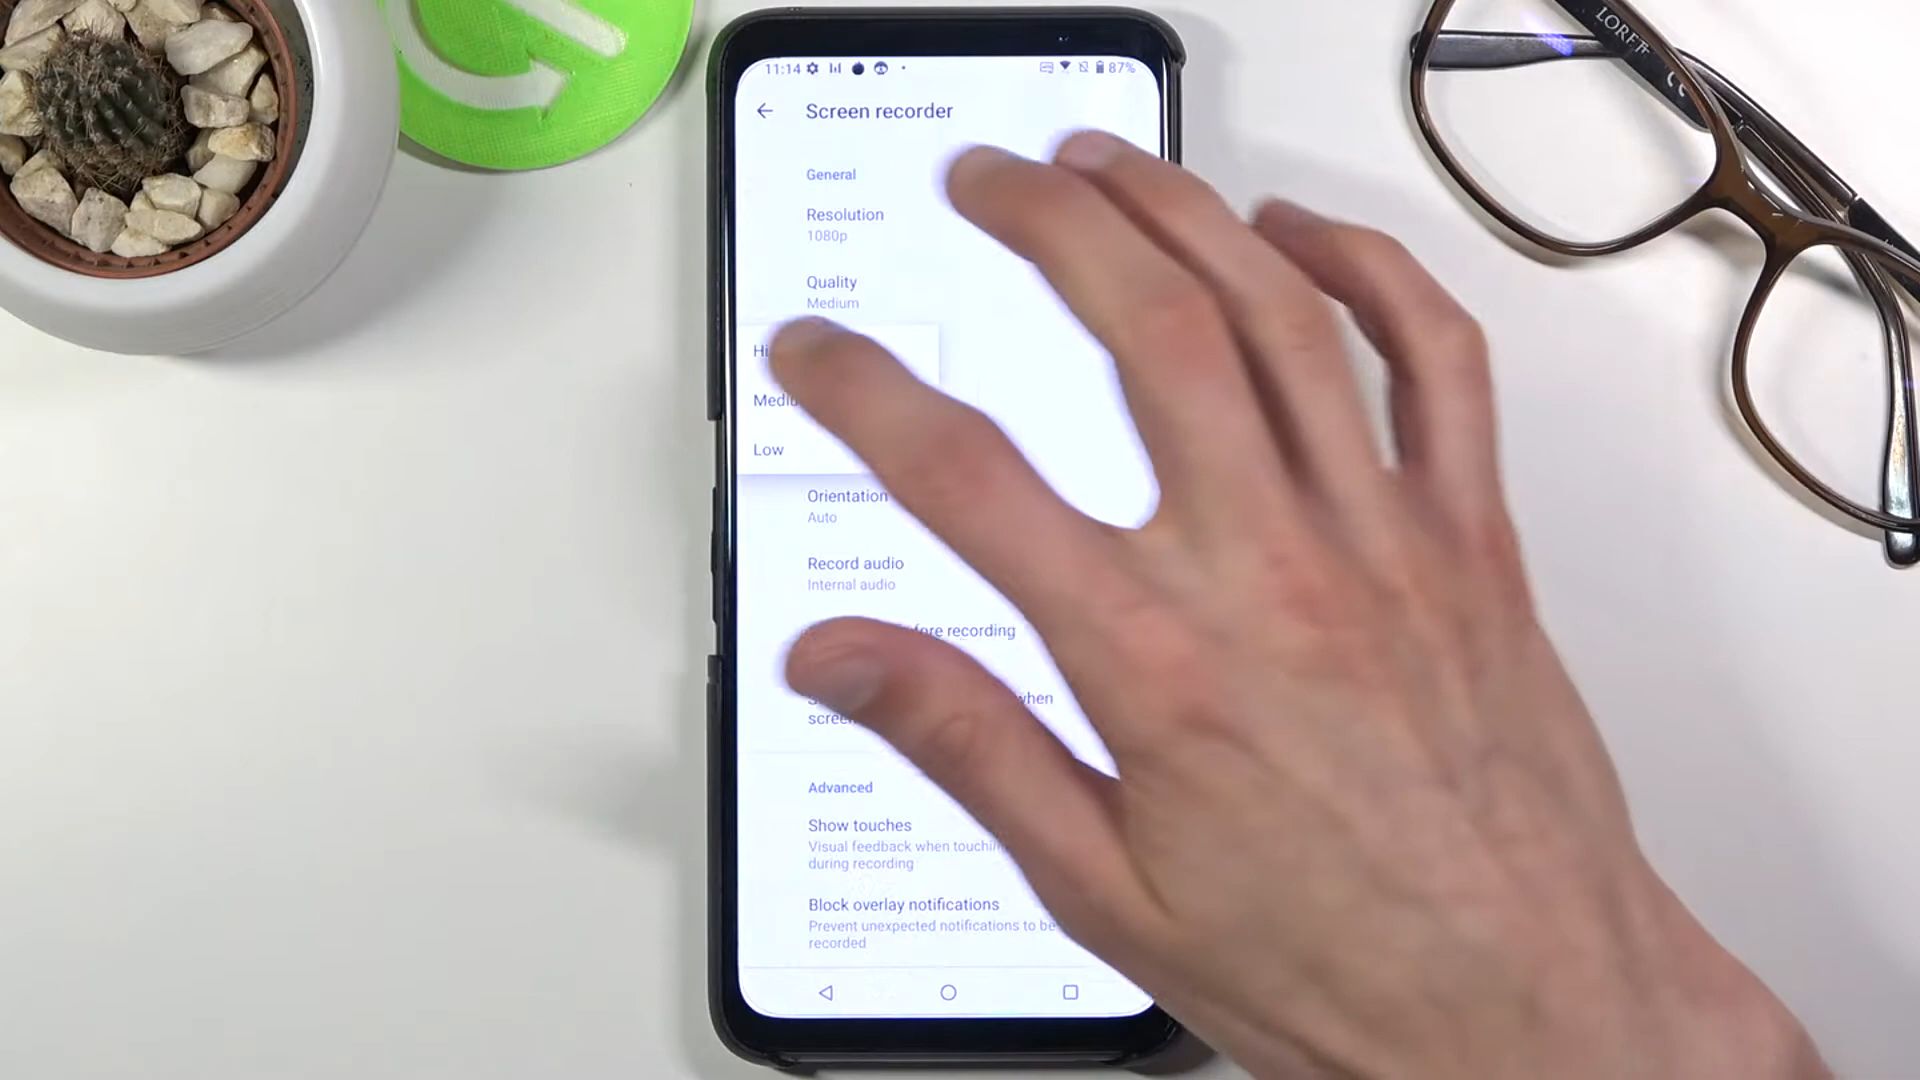 11:14
87%
Screen recorder
General
Resolution
1080p
Quality
Medium
Low
Orientation
Auto
Record audio
Internal audio
recording
when
Advanced
Show touches
Visual feedback when
during recording
Block overlay notifications
Prevent unexpected notifications to be
recorded